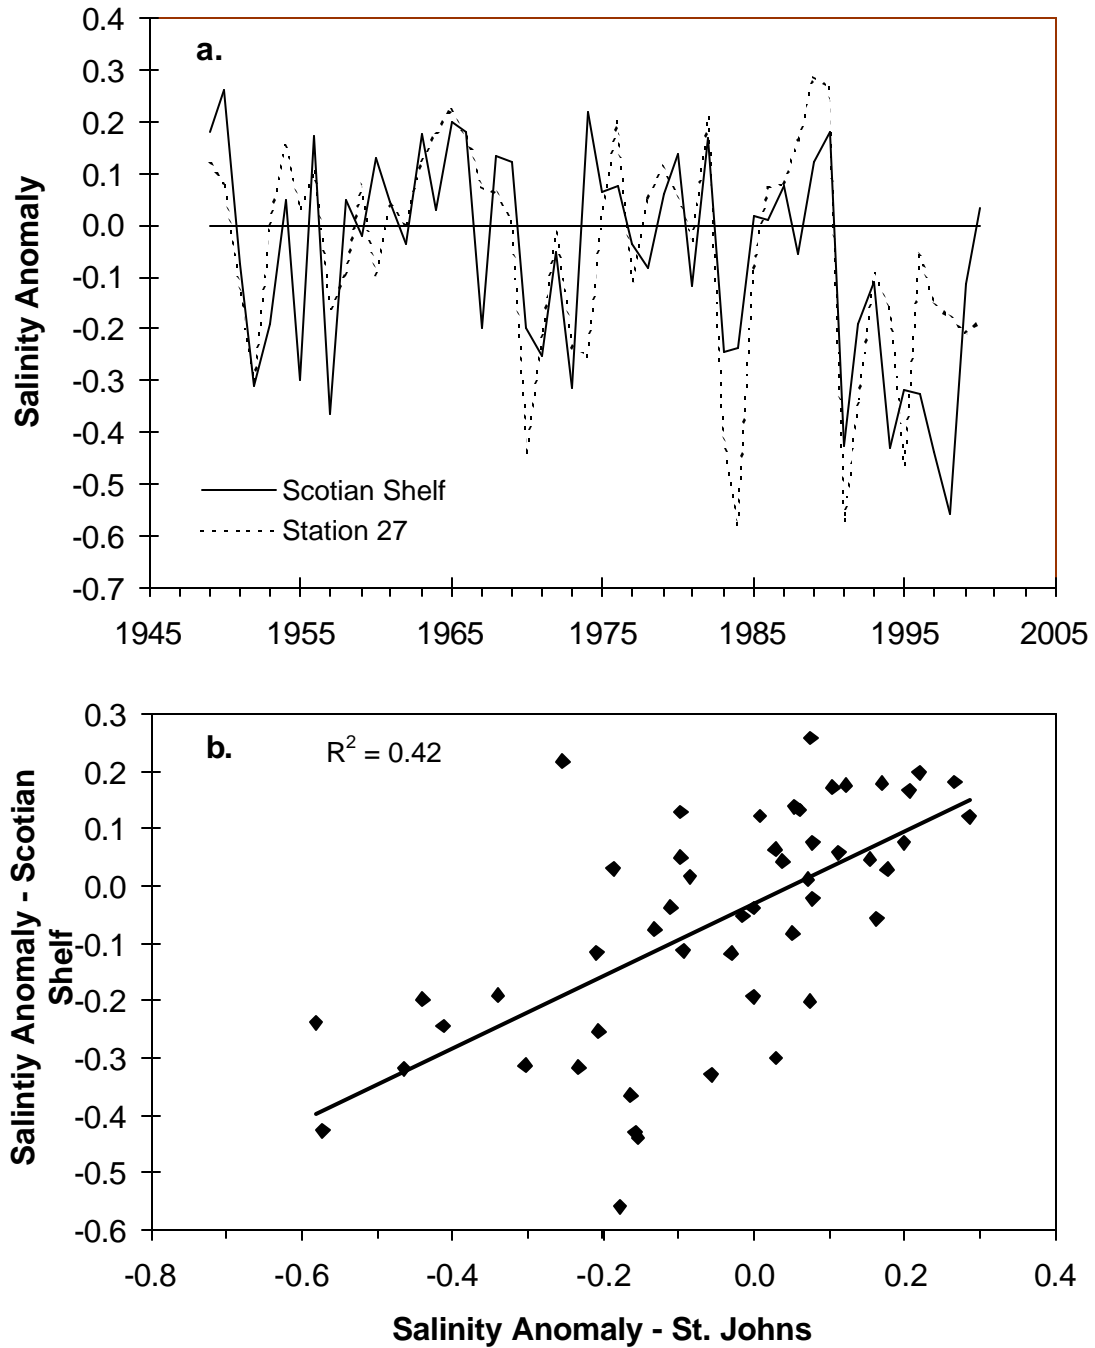 0.4
a.
0.3
0.2
0.1
0.0
-0.1
-0.2
-0.3
-0.4
-0.5
-0.6
-0.7
Salinity Anomaly
Scotian Shelf
Station 27
1945 1955 1965 1975 1985 1995 2005
0.3
b.
R² = 0.42
0.2
0.1
0.0
-0.1
-0.2
-0.3
-0.4
-0.5
-0.6
Salintiy Anomaly - Scotian
Shelf
-0.8 -0.6 -0.4 -0.2 0.0 0.2 0.4
Salinity Anomaly - St. Johns